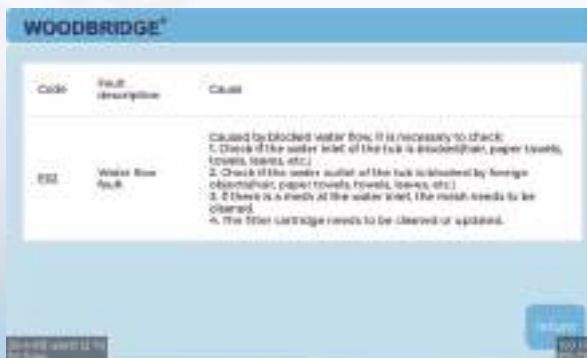 WOODBRIDGE®
Code Fault description Cause
Caused by blocked water flow, it is necessary to check:
1. Check if the water inlet of the tub is blocked(hair, paper towels,
towels, leaves, etc.)
E02 Water flow fault
2. Check if the water outlet of the tub is blocked by foreign
objects(hair, paper towels, towels, leaves, etc.)
3. If there is a mesh at the water inlet, the mesh needs to be
cleaned.
4. The filter cartridge needs to be cleaned or updated.